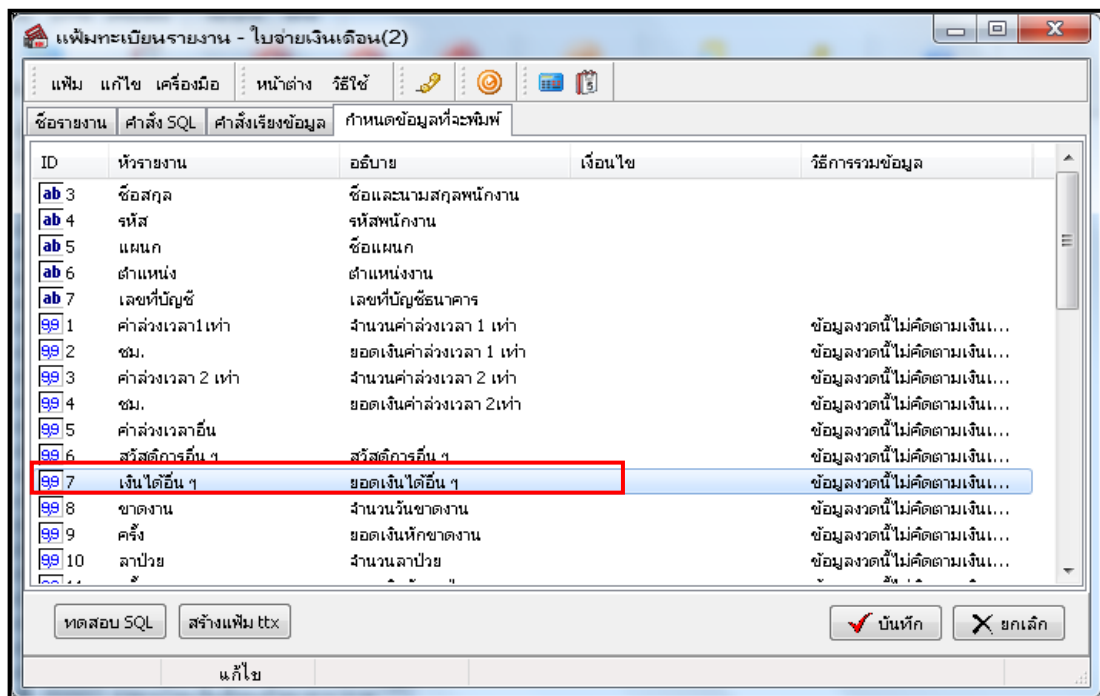 แฟ้มทะเบียนรายงาน - ใบจ่ายเงินเดือน(2)
แฟ้ม แก้ไข เครื่องมือ หน้าต่าง วิธีใช้
ชื่อรายงาน คำสั่ง SQL คำสั่งเรียงข้อมูล กำหนดข้อมูลที่จะพิมพ์
ID หัวรายงาน อธิบาย เงื่อนไข วิธีการรวมข้อมูล
ab 3 ชื่อสกุล ชื่อและนามสกุลพนักงาน
ab 4 รหัส รหัสพนักงาน
ab 5 แผนก ชื่อแผนก
ab 6 ตำแหน่ง ตำแหน่งงาน
ab 7 เลขที่บัญชี เลขที่บัญชีธนาคาร
9.9 1 ค่าล่วงเวลา1เท่า จำนวนค่าล่วงเวลา 1 เท่า ข้อมูลงวดนี้ไม่คิดตามเงินเ...
9.9 2 ชม. ยอดเงินค่าล่วงเวลา 1 เท่า ข้อมูลงวดนี้ไม่คิดตามเงินเ...
9.9 3 ค่าล่วงเวลา 2 เท่า จำนวนค่าล่วงเวลา 2 เท่า ข้อมูลงวดนี้ไม่คิดตามเงินเ...
9.9 4 ชม. ยอดเงินค่าล่วงเวลา 2เท่า ข้อมูลงวดนี้ไม่คิดตามเงินเ...
9.9 5 ค่าล่วงเวลาอื่น ข้อมูลงวดนี้ไม่คิดตามเงินเ...
9.9 6 สวัสดิการอื่น ๆ สวัสดิการอื่น ๆ ข้อมูลงวดนี้ไม่คิดตามเงินเ...
9.9 7 เงินได้อื่น ๆ ยอดเงินได้อื่น ๆ ข้อมูลงวดนี้ไม่คิดตามเงินเ...
9.9 8 ขาดงาน จำนวนวันขาดงาน ข้อมูลงวดนี้ไม่คิดตามเงินเ...
9.9 9 ครั้ง ยอดเงินหักขาดงาน ข้อมูลงวดนี้ไม่คิดตามเงินเ...
9.9 10 ลาป่วย จำนวนลาป่วย ข้อมูลงวดนี้ไม่คิดตามเงินเ...
ทดสอบ SQL สร้างแฟ้ม ttx บันทึก ยกเลิก
แก้ไข